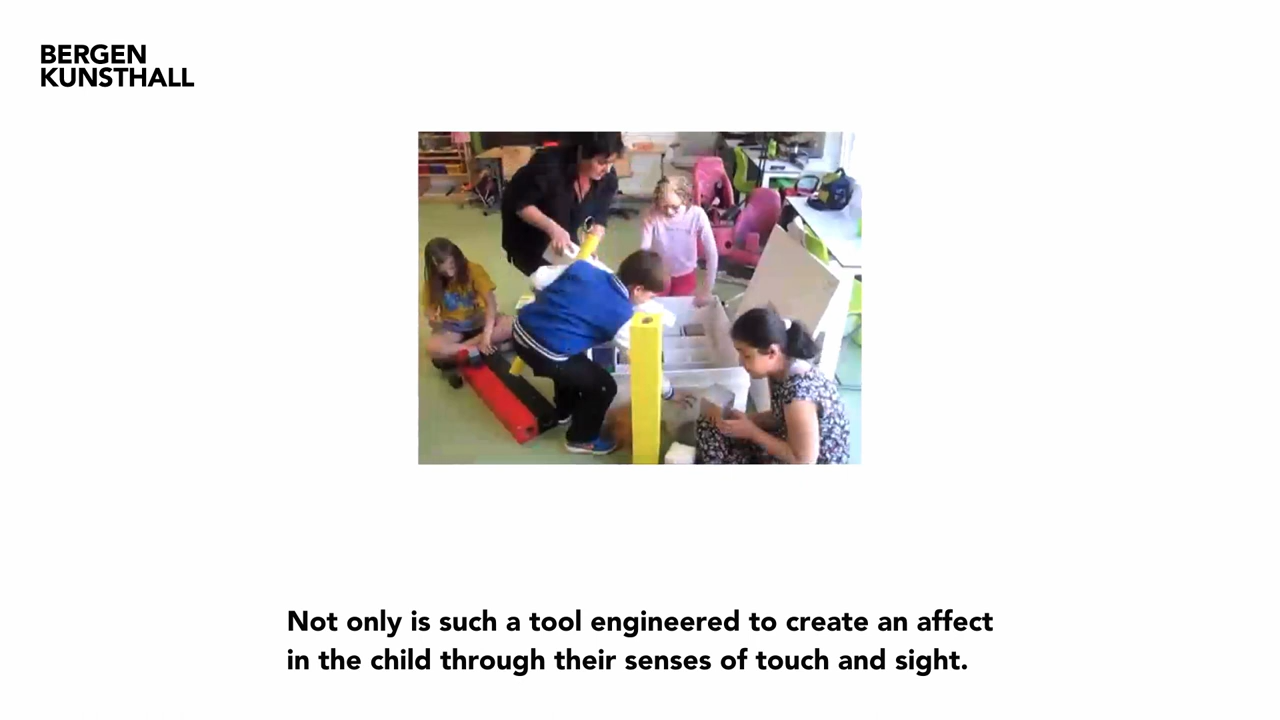 BERGEN
KUNSTHALL
Not only is such a tool engineered to create an affect
in the child through their senses of touch and sight.